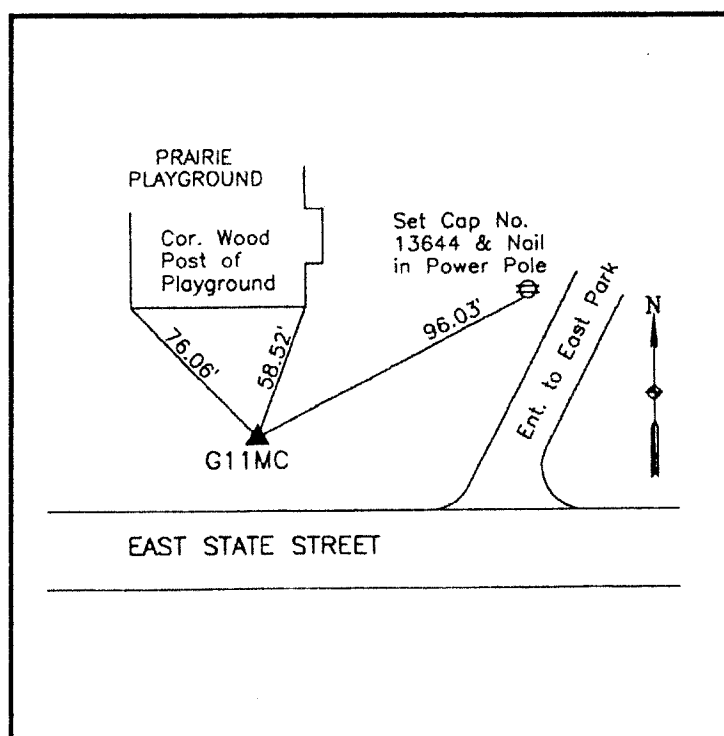 PRAIRIE
PLAYGROUND
Cor. Wood
Post of
Playground
Set Cap No.
13644 & Nail
in Power Pole
Ent. to East Park
N
76.06'
58.52'
96.03'
G11MC
EAST STATE STREET